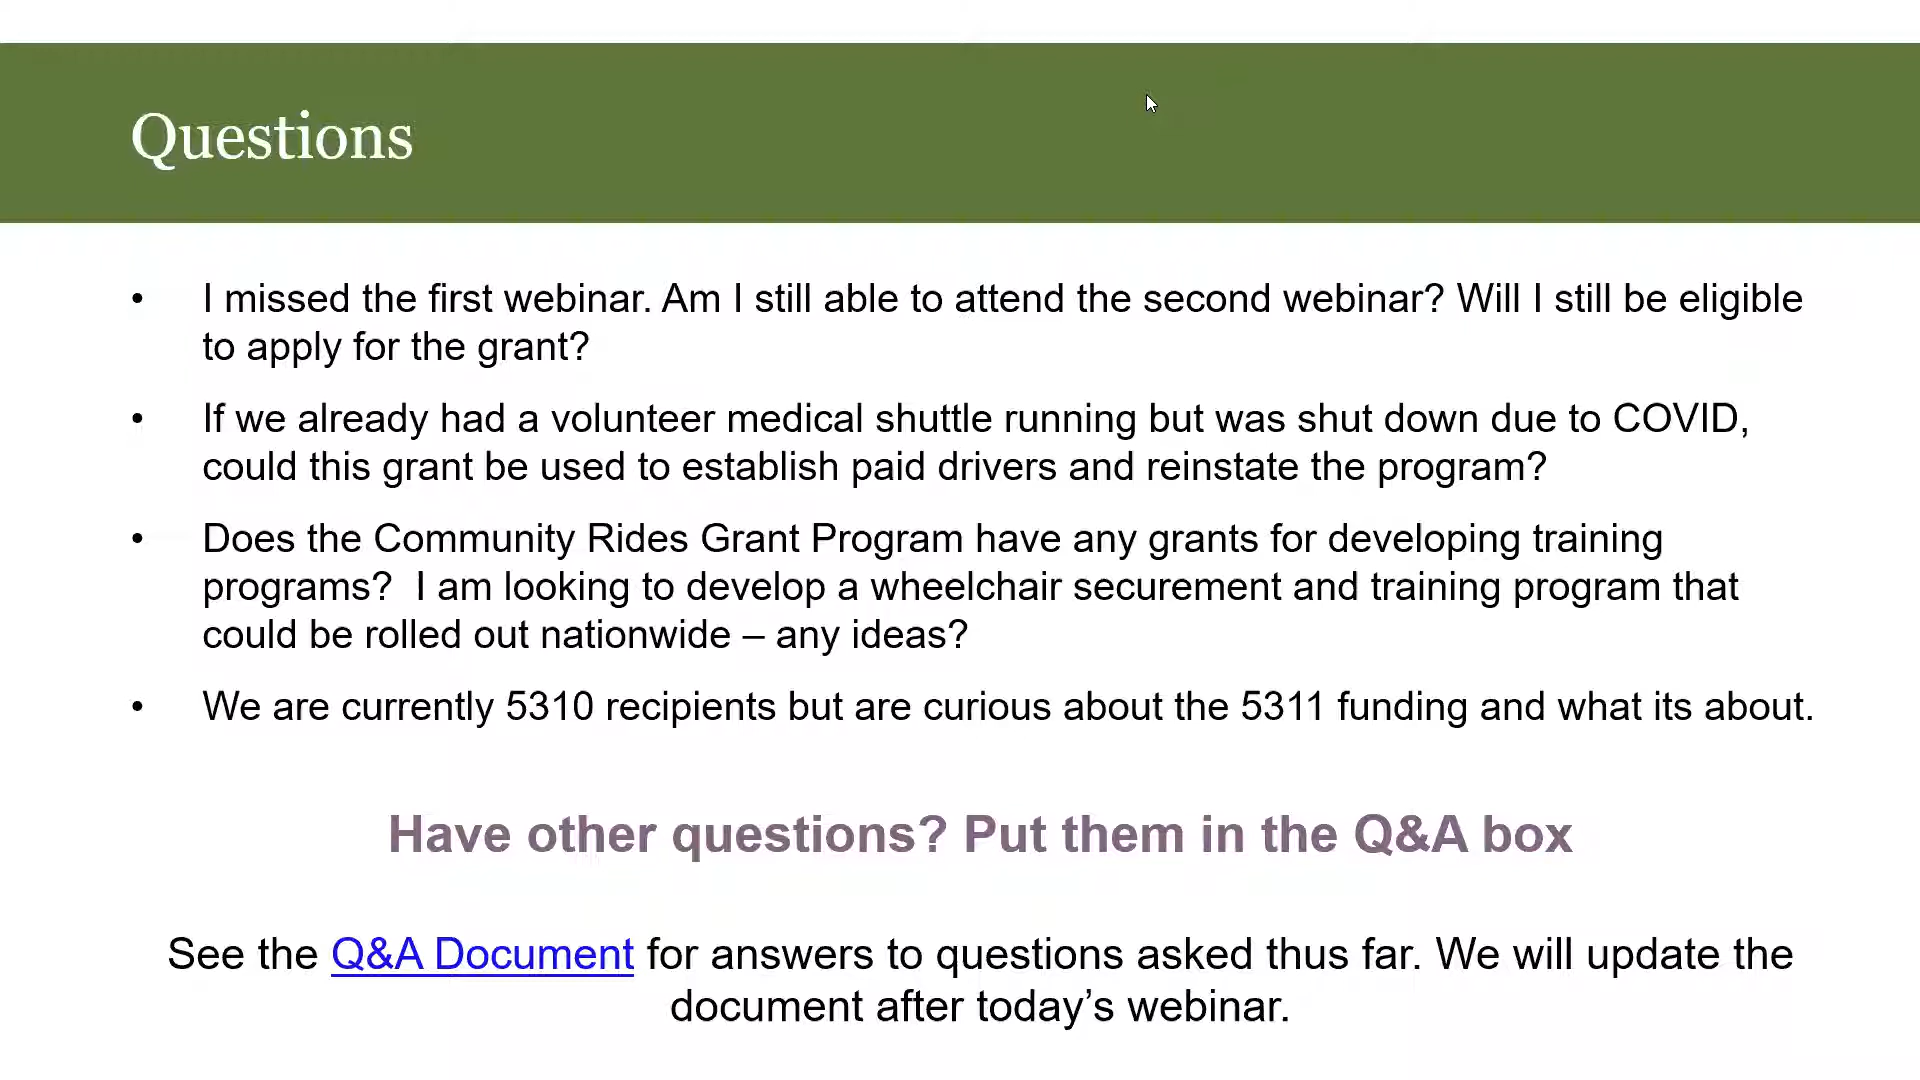 Questions
• I missed the first webinar. Am I still able to attend the second webinar? Will I still be eligible
to apply for the grant?
• If we already had a volunteer medical shuttle running but was shut down due to COVID,
could this grant be used to establish paid drivers and reinstate the program?
• Does the Community Rides Grant Program have any grants for developing training
programs?  I am looking to develop a wheelchair securement and training program that
could be rolled out nationwide – any ideas?
• We are currently 5310 recipients but are curious about the 5311 funding and what its about.
Have other questions? Put them in the Q&A box
See the Q&A Document for answers to questions asked thus far. We will update the
document after today’s webinar.